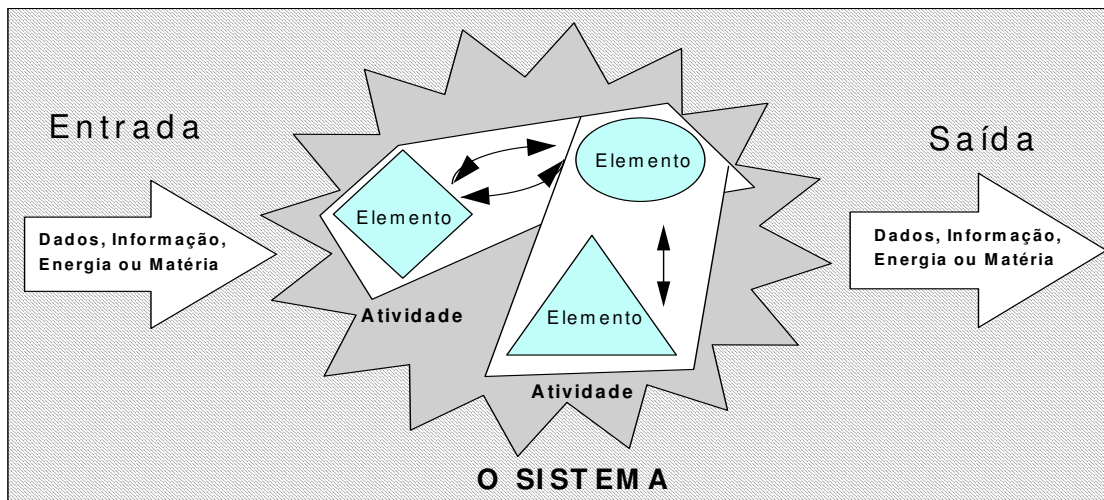 Entrada
Dados, Informação,
Energia ou Matéria
Elemento
Atividade
Elemento
Elemento
Atividade
Saída
Dados, Informação,
Energia ou Matéria
O SISTEMA